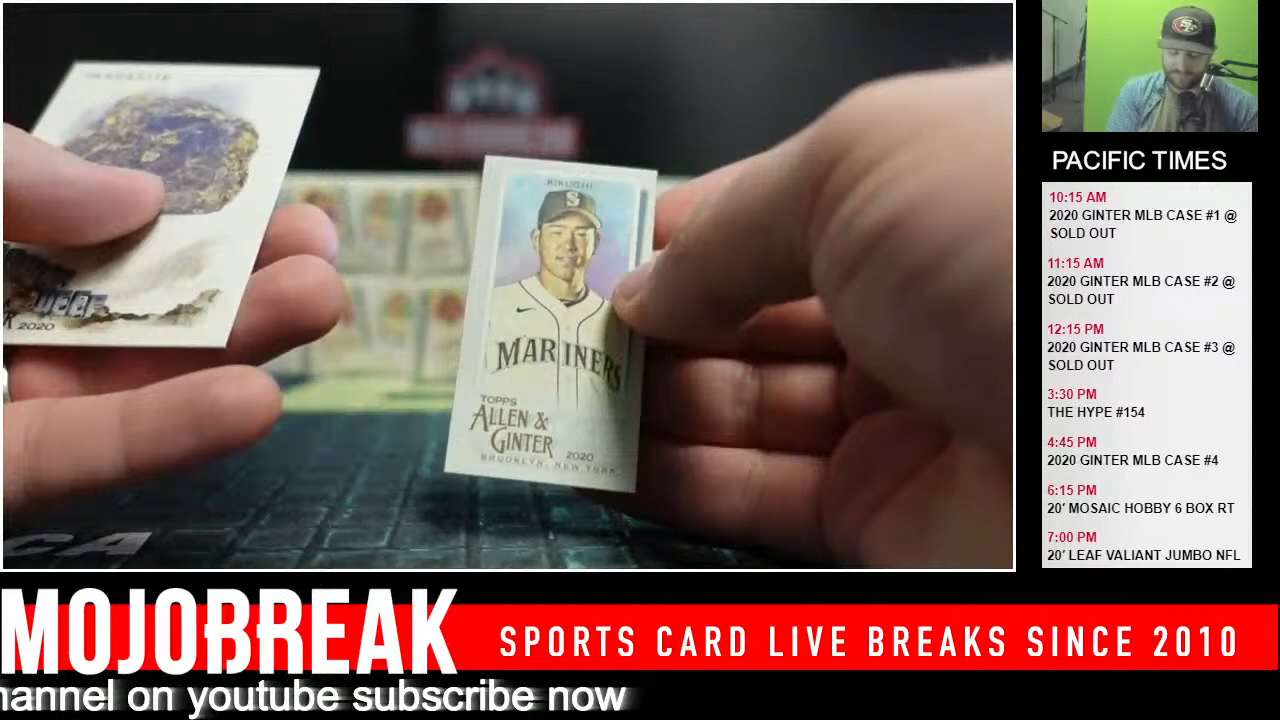 KIKUCHI
S
MARINERS
TOPPS
ALLEN &
GINTER
2020
BROOKLYN, NEW YORK
2020
MOJOBREAK
CA
PACIFIC TIMES
10:15 AM
2020 GINTER MLB CASE #1 @
SOLD OUT
11:15 AM
2020 GINTER MLB CASE #2 @
SOLD OUT
12:15 PM
2020 GINTER MLB CASE #3 @
SOLD OUT
3:30 PM
THE HYPE #154
4:45 PM
2020 GINTER MLB CASE #4
6:15 PM
20' MOSAIC HOBBY 6 BOX RT
7:00 PM
20' LEAF VALIANT JUMBO NFL
MOJOBREAK
SPORTS CARD LIVE BREAKS SINCE 2010
hannel on youtube subscribe now